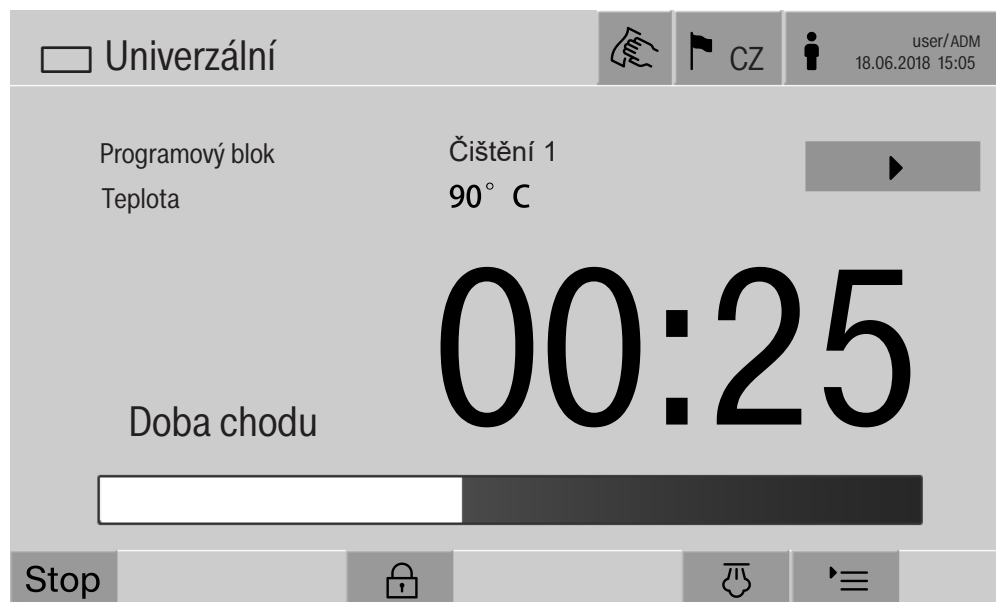 Univerzální
CZ
user/ADM
18.06.2018 15:05
Programový blok Čištění 1
Teplota 90° C
00:25
Doba chodu
Stop